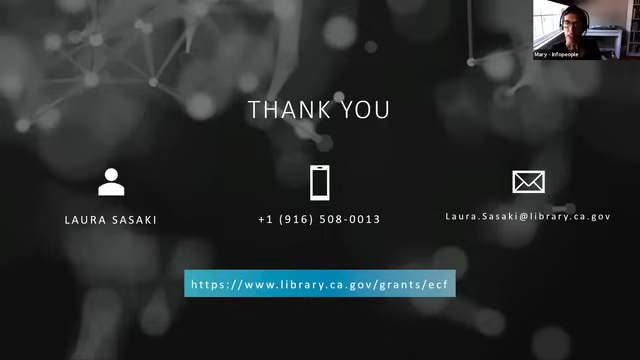 Mary - Infopeople
THANK YOU
LAURA SASAKI
+1 (916) 508-0013
Laura.Sasaki@library.ca.gov
https://www.library.ca.gov/grants/ecf